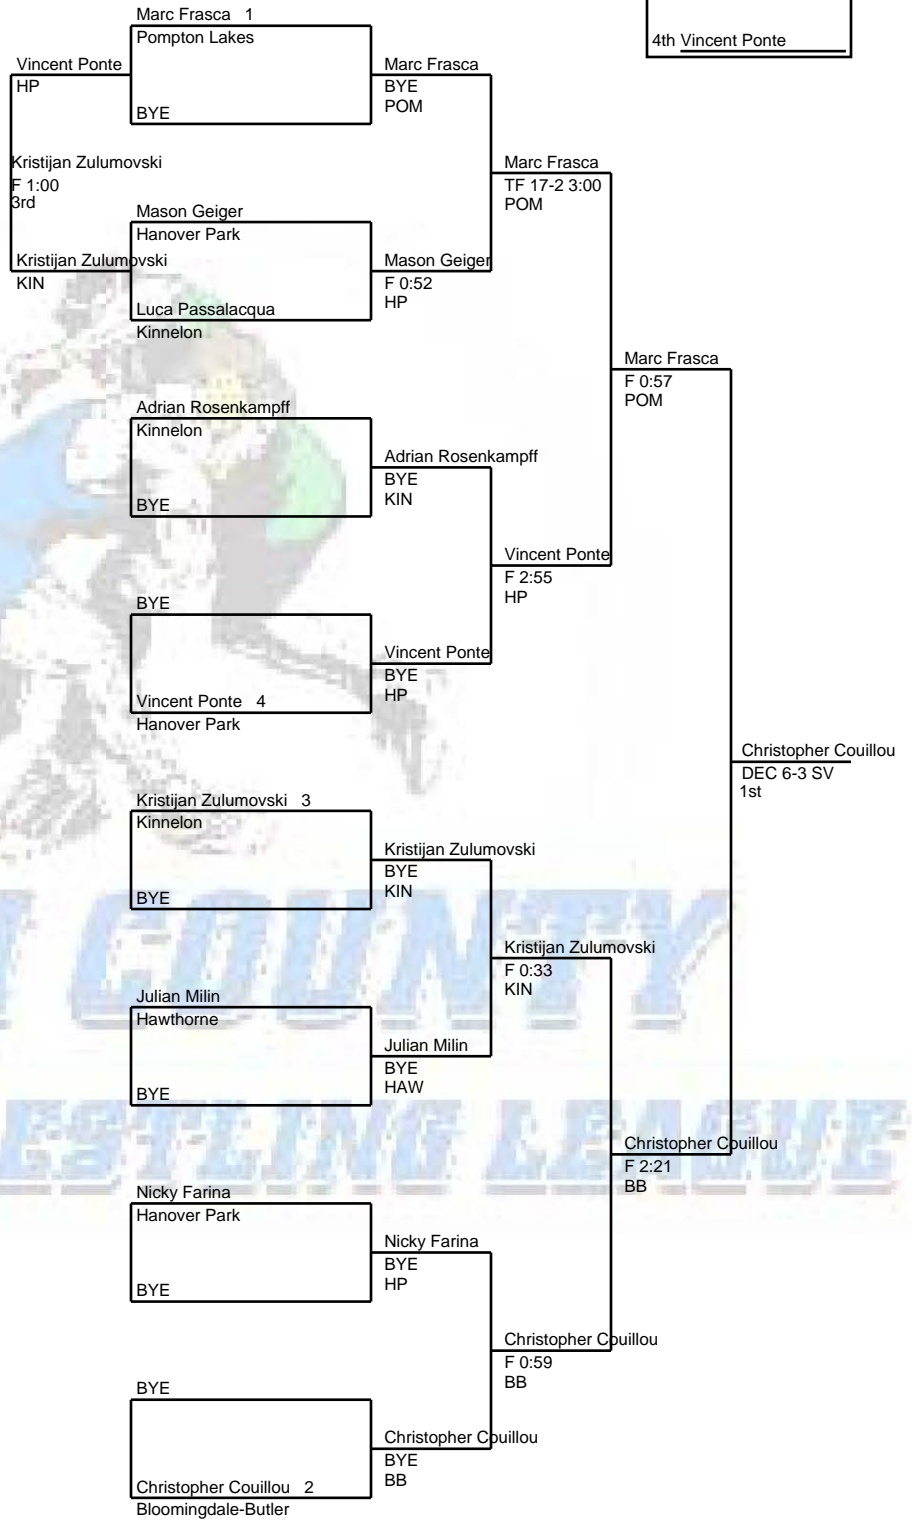 4th Vincent Ponte
Marc Frasca 1
Pompton Lakes
BYE
Vincent Ponte
HP
Kristijan Zulumovski
F 1:00
3rd
Kristijan Zulumovski
KIN
Mason Geiger
Hanover Park
Luca Passalacqua
Kinnelon
Adrian Rosenkampff
Kinnelon
BYE
BYE
Vincent Ponte 4
Hanover Park
Kristijan Zulumovski 3
Kinnelon
BYE
Julian Milin
Hawthorne
BYE
Nicky Farina
Hanover Park
BYE
BYE
Christopher Couillou 2
Bloomingdale-Butler
Marc Frasca
BYE
POM
Mason Geiger
F 0:52
HP
Adrian Rosenkampff
BYE
KIN
Vincent Ponte
BYE
HP
Kristijan Zulumovski
BYE
KIN
Julian Milin
BYE
HAW
Nicky Farina
BYE
HP
Christopher Couillou
BYE
BB
Marc Frasca
TF 17-2 3:00
POM
Vincent Ponte
F 2:55
HP
Kristijan Zulumovski
F 0:33
KIN
Christopher Couillou
F 0:59
BB
Marc Frasca
F 0:57
POM
Christopher Couillou
F 2:21
BB
Christopher Couillou
DEC 6-3 SV
1st
COUNTY
ESTLING LEAGUE